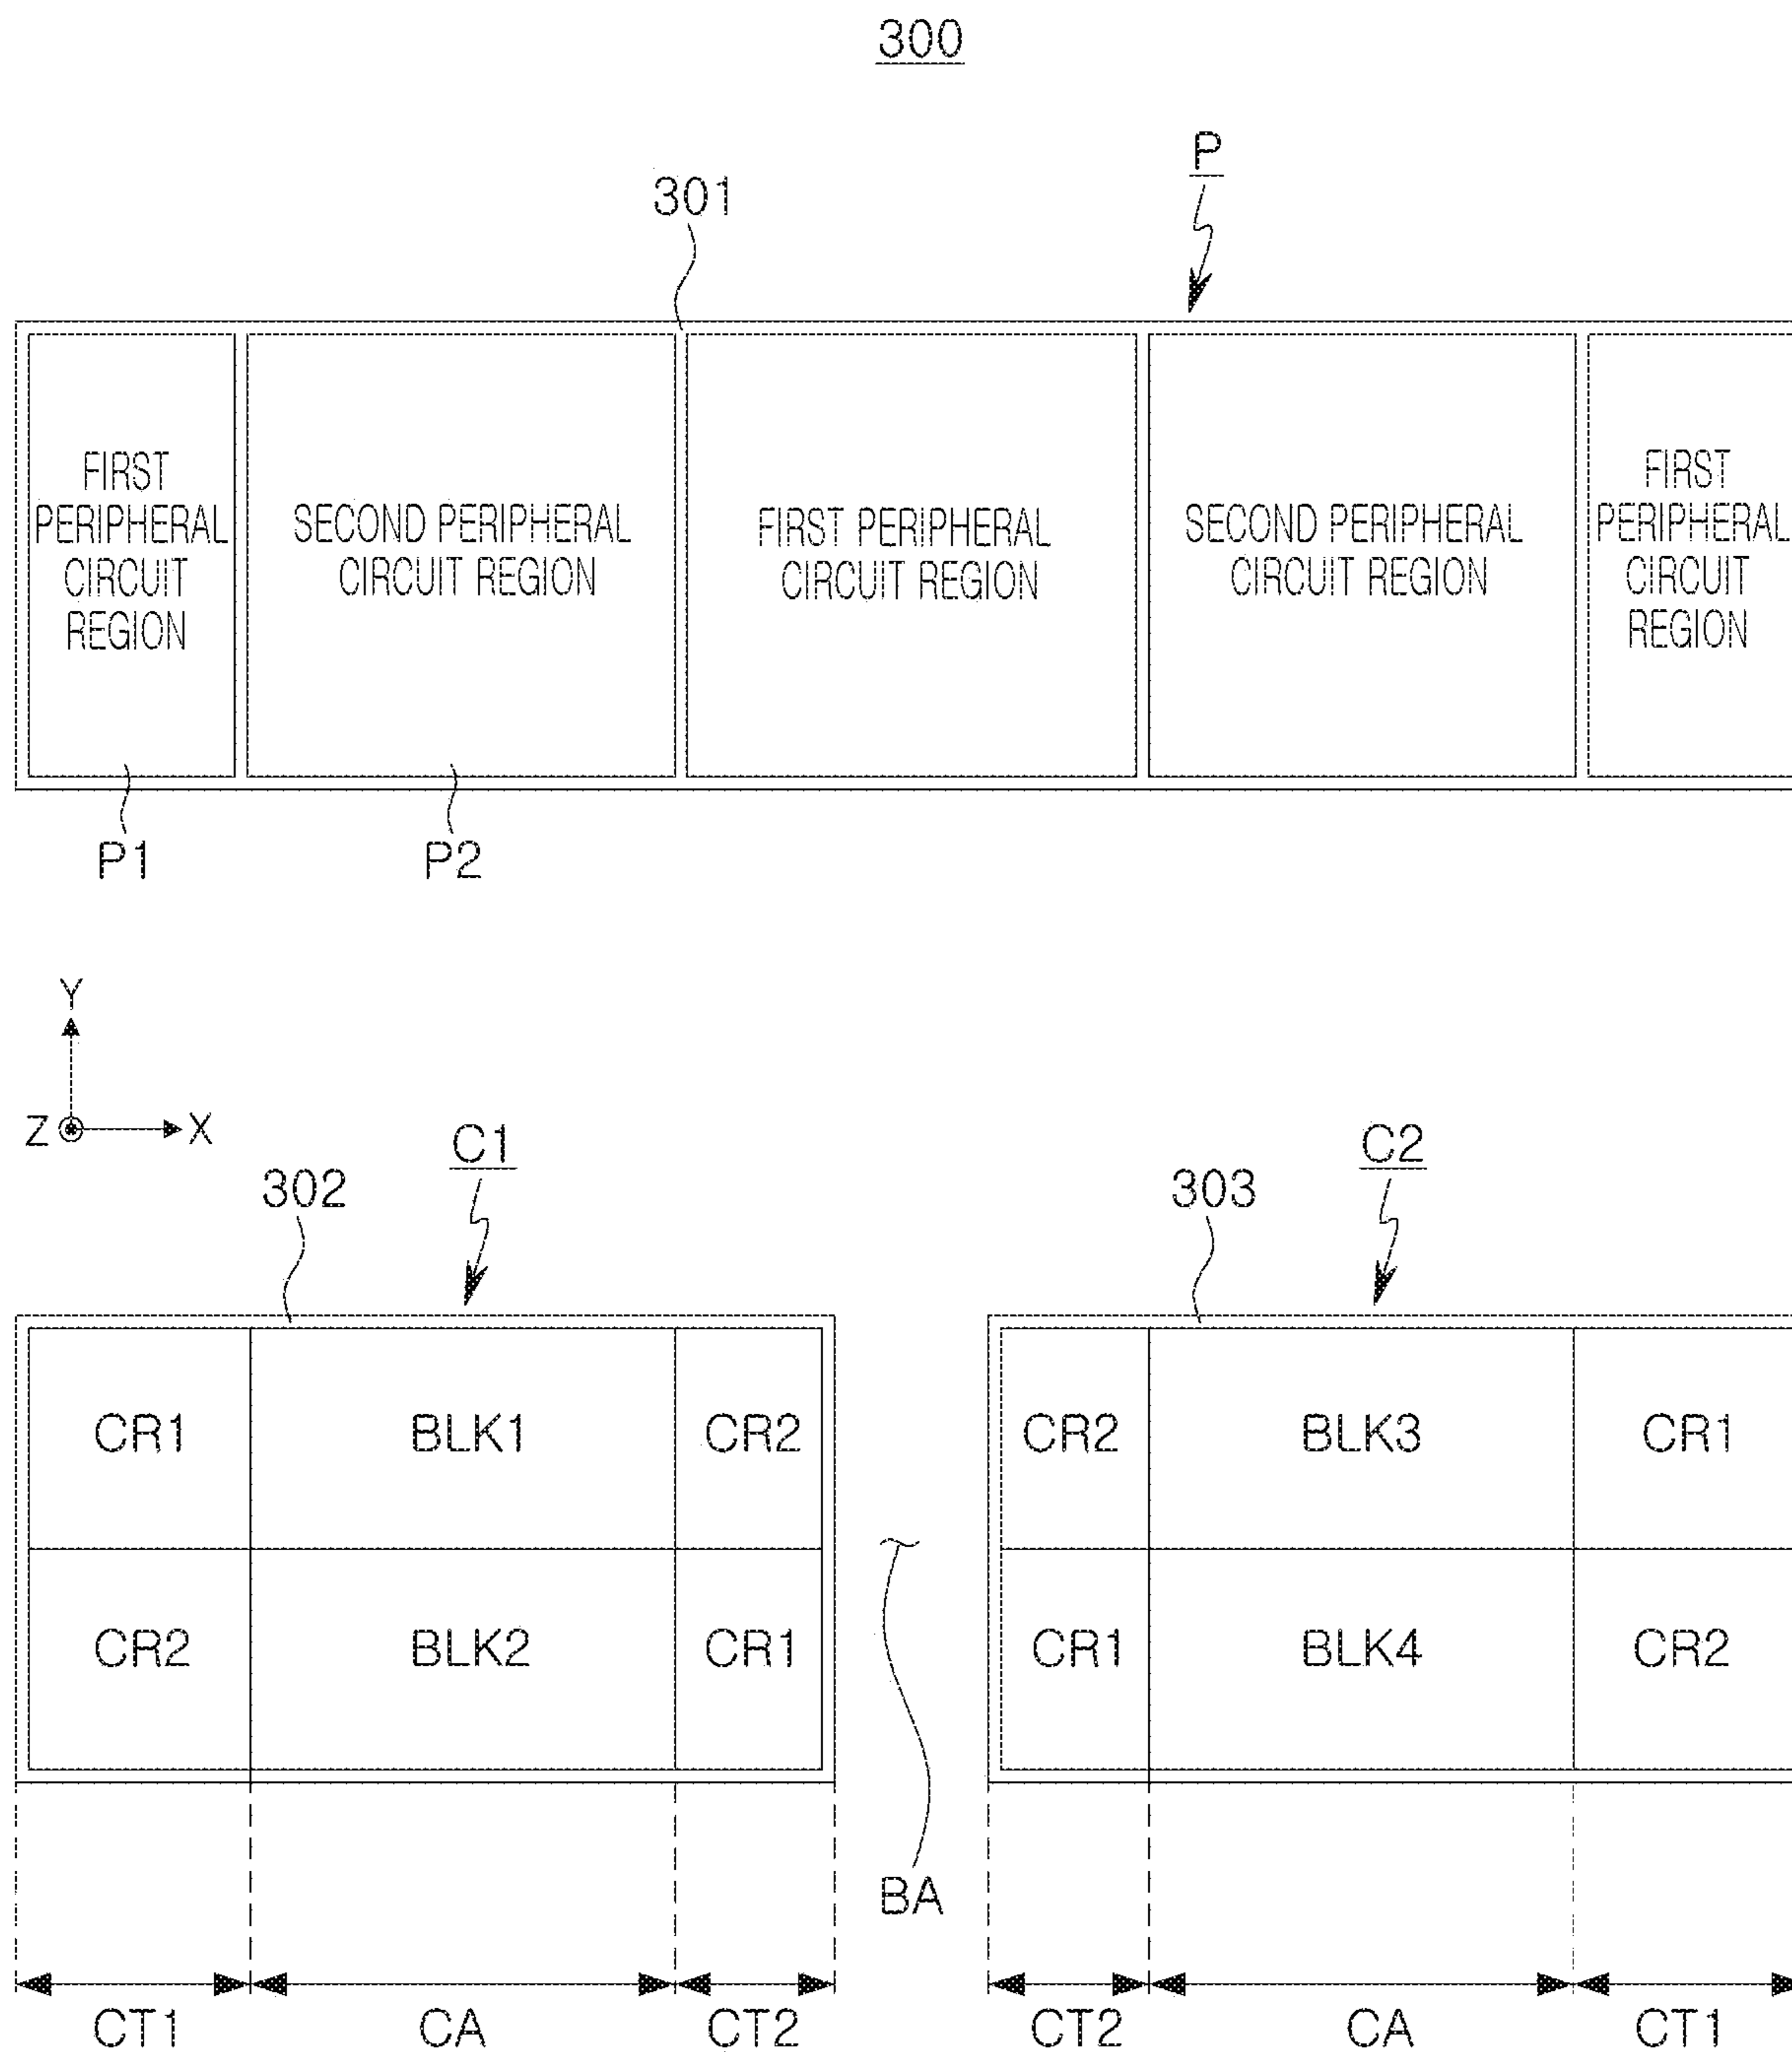 300
P
301
FIRST
PERIPHERAL
CIRCUIT
REGION
SECOND PERIPHERAL
CIRCUIT REGION
FIRST PERIPHERAL
CIRCUIT REGION
SECOND PERIPHERAL
CIRCUIT REGION
FIRST
PERIPHERAL
CIRCUIT
REGION
P1
P2
Y
Z
X
C1
302
C2
303
CR1
BLK1
CR2
CR2
BLK3
CR1
CR2
BLK2
CR1
CR1
BLK4
CR2
BA
CT1
CA
CT2
CT2
CA
CT1